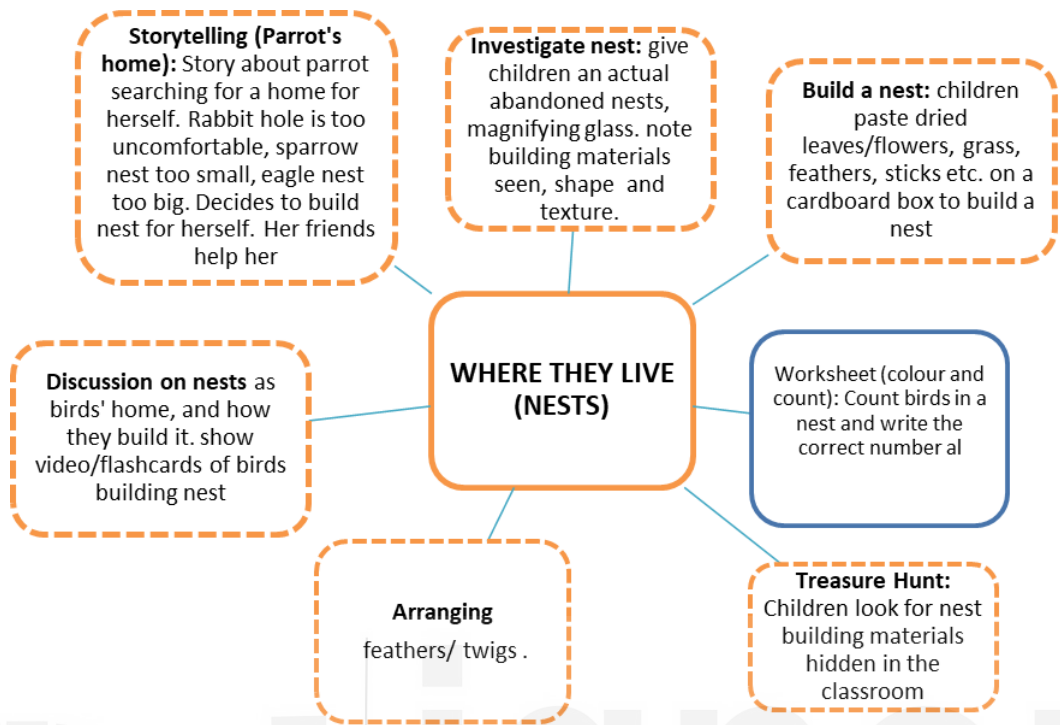 Storytelling (Parrot's
home): Story about parrot
searching for a home for
herself. Rabbit hole is too
uncomfortable, sparrow
nest too small, eagle nest
too big. Decides to build
nest for herself. Her friends
help her
Investigate nest: give
children an actual
abandoned nests,
magnifying glass. note
building materials
seen, shape and
texture.
Build a nest: children
paste dried
leaves/flowers, grass,
feathers, sticks etc. on a
cardboard box to build a
nest
WHERE THEY LIVE
(NESTS)
Discussion on nests as
birds' home, and how
they build it. show
video/flashcards of birds
building nest
Worksheet (colour and
count): Count birds in a
nest and write the
correct number al
Arranging
feathers/ twigs .
Treasure Hunt:
Children look for nest
building materials
hidden in the
classroom